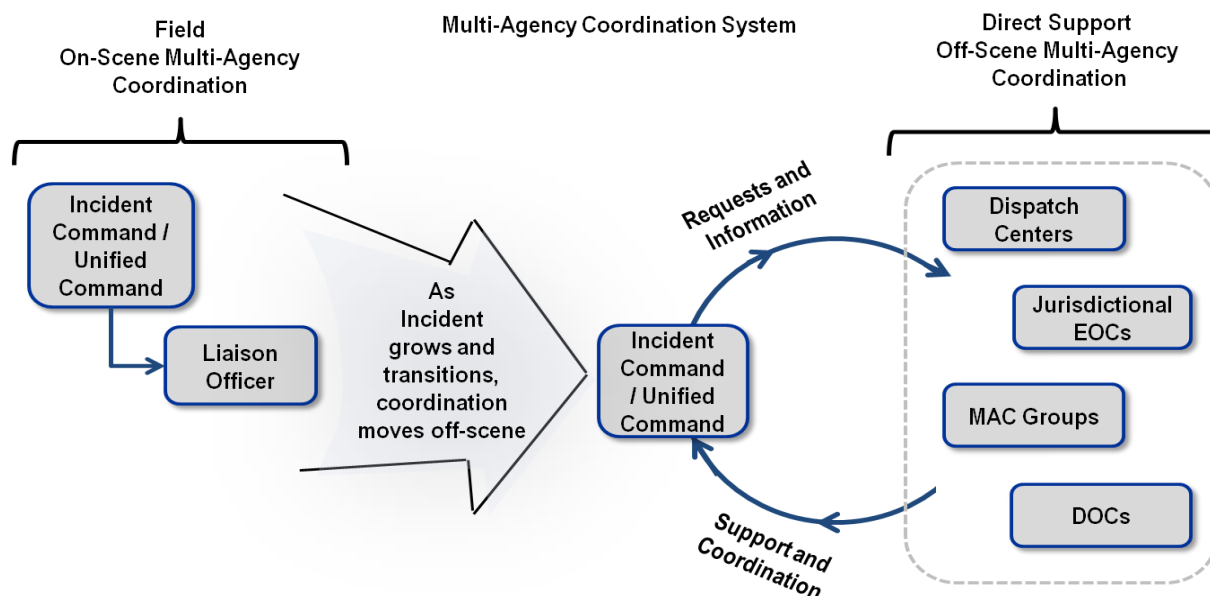 Multi-Agency Coordination System
Field
On-Scene Multi-Agency
Coordination
Direct Support
Off-Scene Multi-Agency
Coordination
Incident
Command /
Unified
Command
Liaison
Officer
As
Incident
grows and
transitions,
coordination
moves off-scene
Incident
Command
/ Unified
Command
Requests and
Information
Support and
Coordination
Dispatch
Centers
Jurisdictional
EOCs
MAC Groups
DOCs